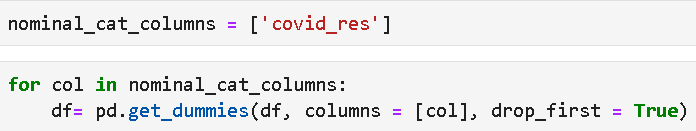 nominal_cat_columns = ['covid_res']
for col in nominal_cat_columns:
    df= pd.get_dummies(df, columns = [col], drop_first = True)